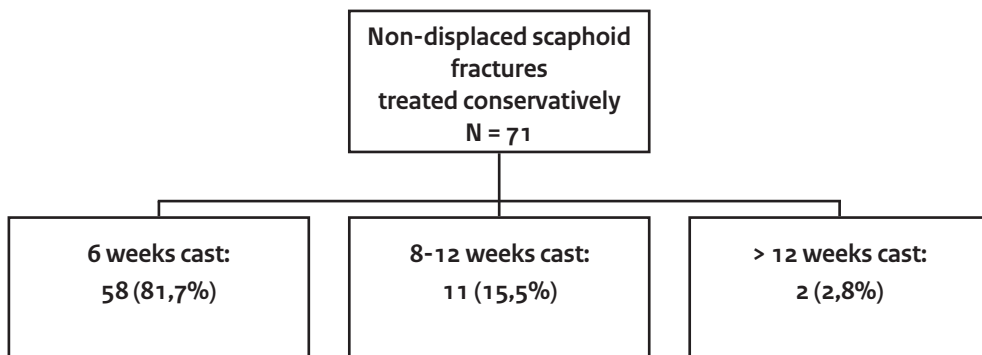 Non-displaced scaphoid
fractures
treated conservatively
N = 71
6 weeks cast:
58 (81,7%)
8-12 weeks cast:
11 (15,5%)
> 12 weeks cast:
2 (2,8%)